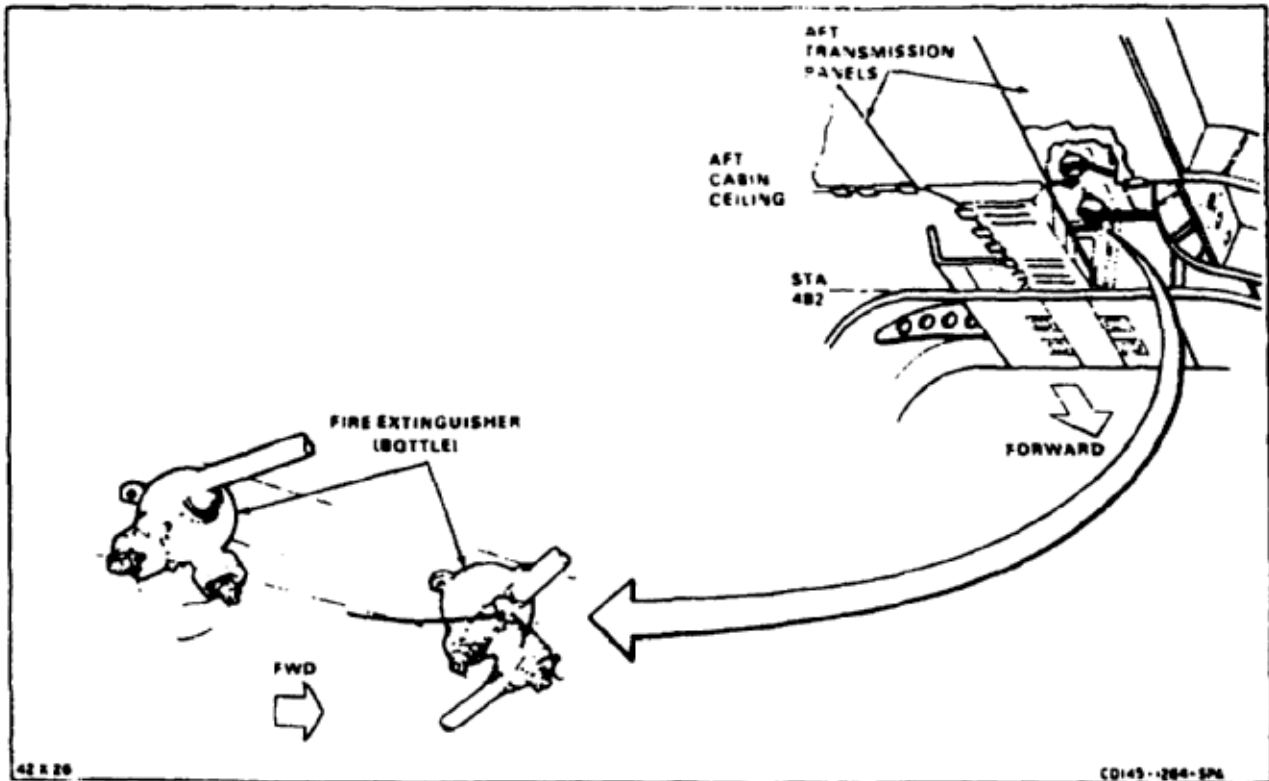 AFT
TRANSMISSION
PANELS
AFT
CABIN
CEILING
STA
482
FORWARD
FIRE EXTINGUISHER
(BOTTLE)
FWD
42 X 26